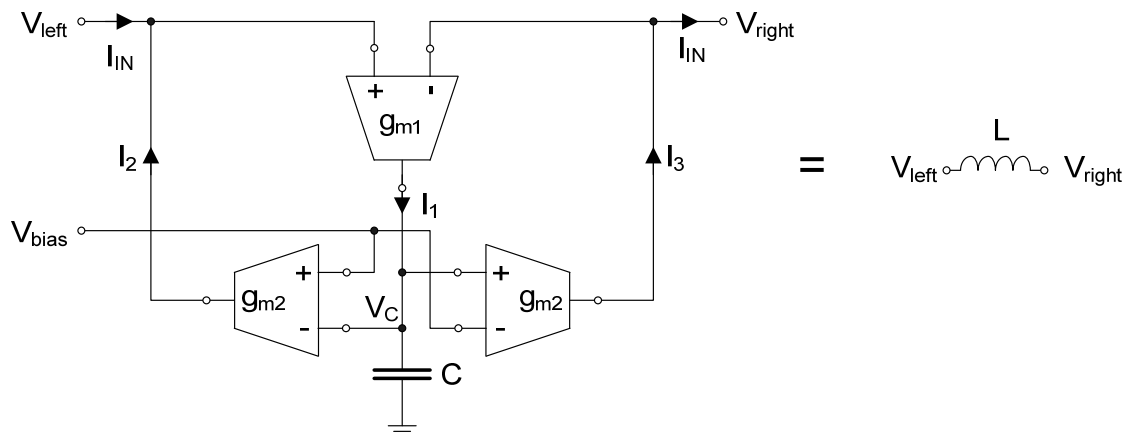 V_left
I_IN
I_IN
V_right
+ -
g_m1
I_2
I_3
=
L
V_left
V_right
I_1
V_bias
+
-
g_m2
V_C
+
-
g_m2
C